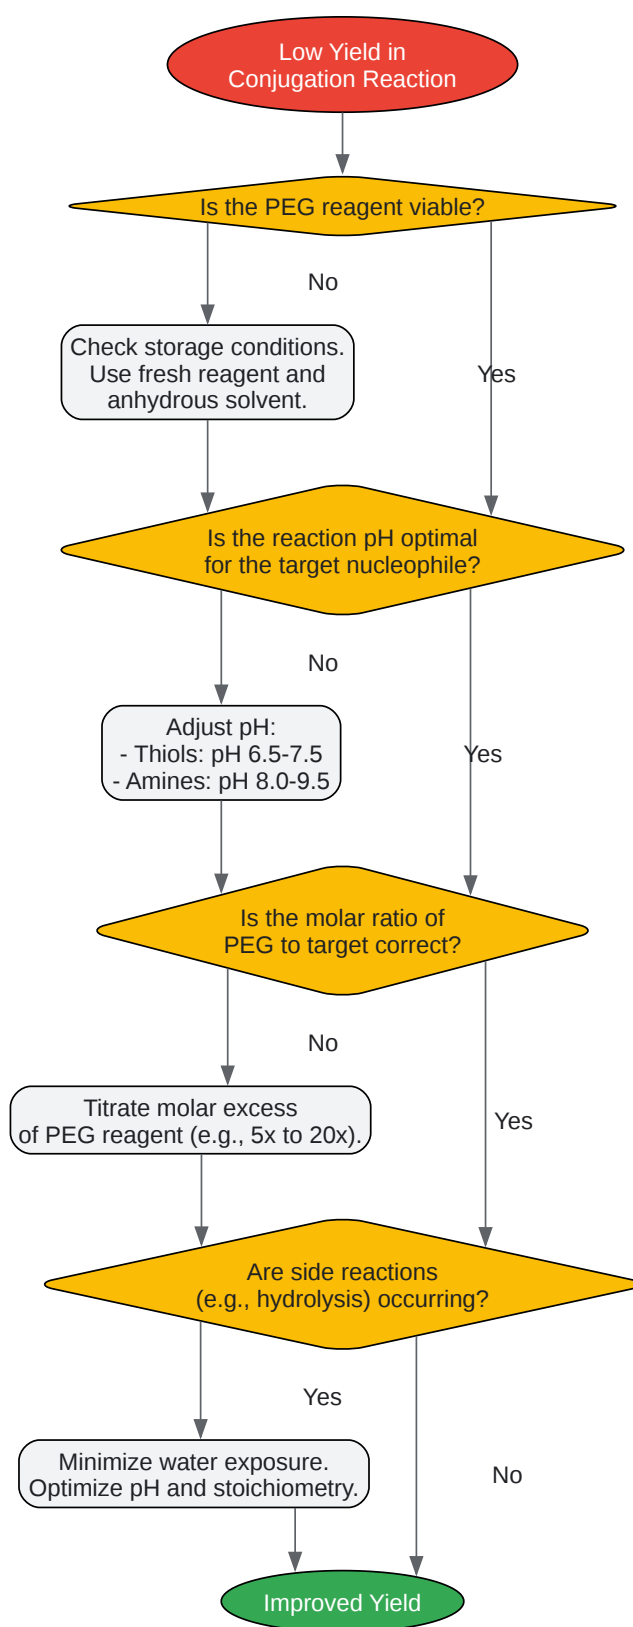 Low Yield in
Conjugation Reaction
Is the PEG reagent viable?
No
Check storage conditions.
Use fresh reagent and
anhydrous solvent.
Yes
Is the reaction pH optimal
for the target nucleophile?
No
Adjust pH:
- Thiols: pH 6.5-7.5
- Amines: pH 8.0-9.5
Yes
Is the molar ratio of
PEG to target correct?
No
Titrate molar excess
of PEG reagent (e.g., 5x to 20x).
Yes
Are side reactions
(e.g., hydrolysis) occurring?
Yes
Minimize water exposure.
Optimize pH and stoichiometry.
No
Improved Yield